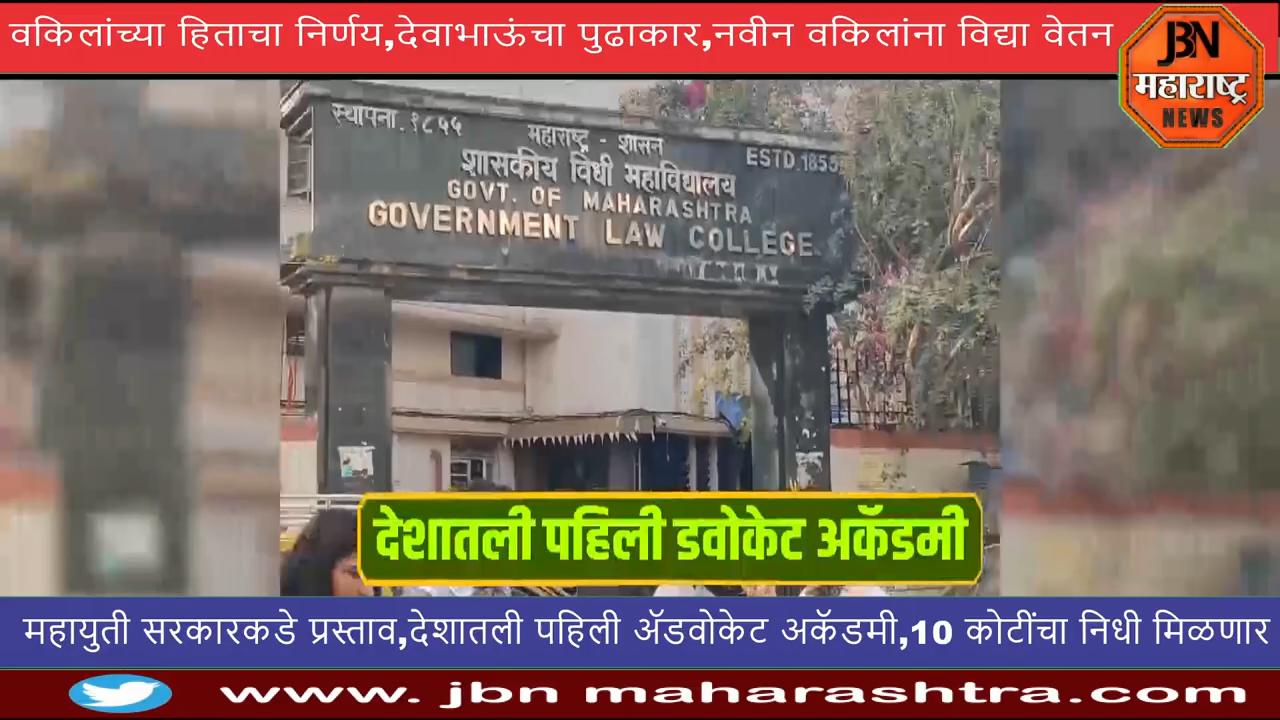 वकिलांच्या हिताचा निर्णय,देवाभाऊंचा पुढाकार,नवीन वकिलांना विद्या वेतन
JBN
महाराष्ट्र
NEWS
स्थापना.१८५५
महाराष्ट्र - शासन
ESTD.1855
शासकीय विधी महाविद्यालय
GOVT. OF MAHARASHTRA
GOVERNMENT LAW COLLEGE
देशातली पहिली डवोकेट अकॅडमी
महायुती सरकारकडे प्रस्ताव,देशातली पहिली ॲडवोकेट अकॅडमी,10 कोटींचा निधी मिळणार
www. jbn maharashtra.com